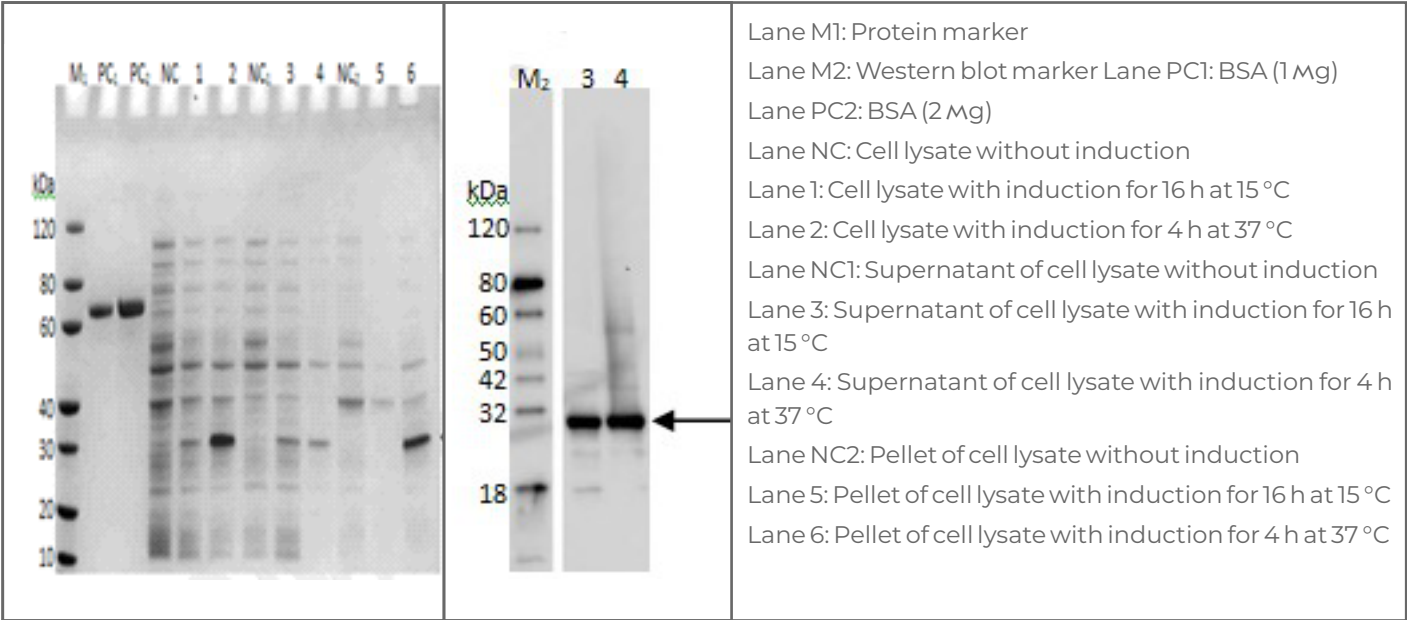 M₁ PC₁ PC₂ NC 1 2 NC₁ 3 4 NC₂ 5 6
kDa
120
80
60
40
30
20
10
M₂ 3 4
kDa
120
80
60
50
42
32
18
Lane M1: Protein marker
Lane M2: Western blot marker Lane PC1: BSA (1 мg)
Lane PC2: BSA (2 мg)
Lane NC: Cell lysate without induction
Lane 1: Cell lysate with induction for 16 h at 15 °C
Lane 2: Cell lysate with induction for 4 h at 37 °C
Lane NC1: Supernatant of cell lysate without induction
Lane 3: Supernatant of cell lysate with induction for 16 h
at 15 °C
Lane 4: Supernatant of cell lysate with induction for 4 h
at 37 °C
Lane NC2: Pellet of cell lysate without induction
Lane 5: Pellet of cell lysate with induction for 16 h at 15 °C
Lane 6: Pellet of cell lysate with induction for 4 h at 37 °C